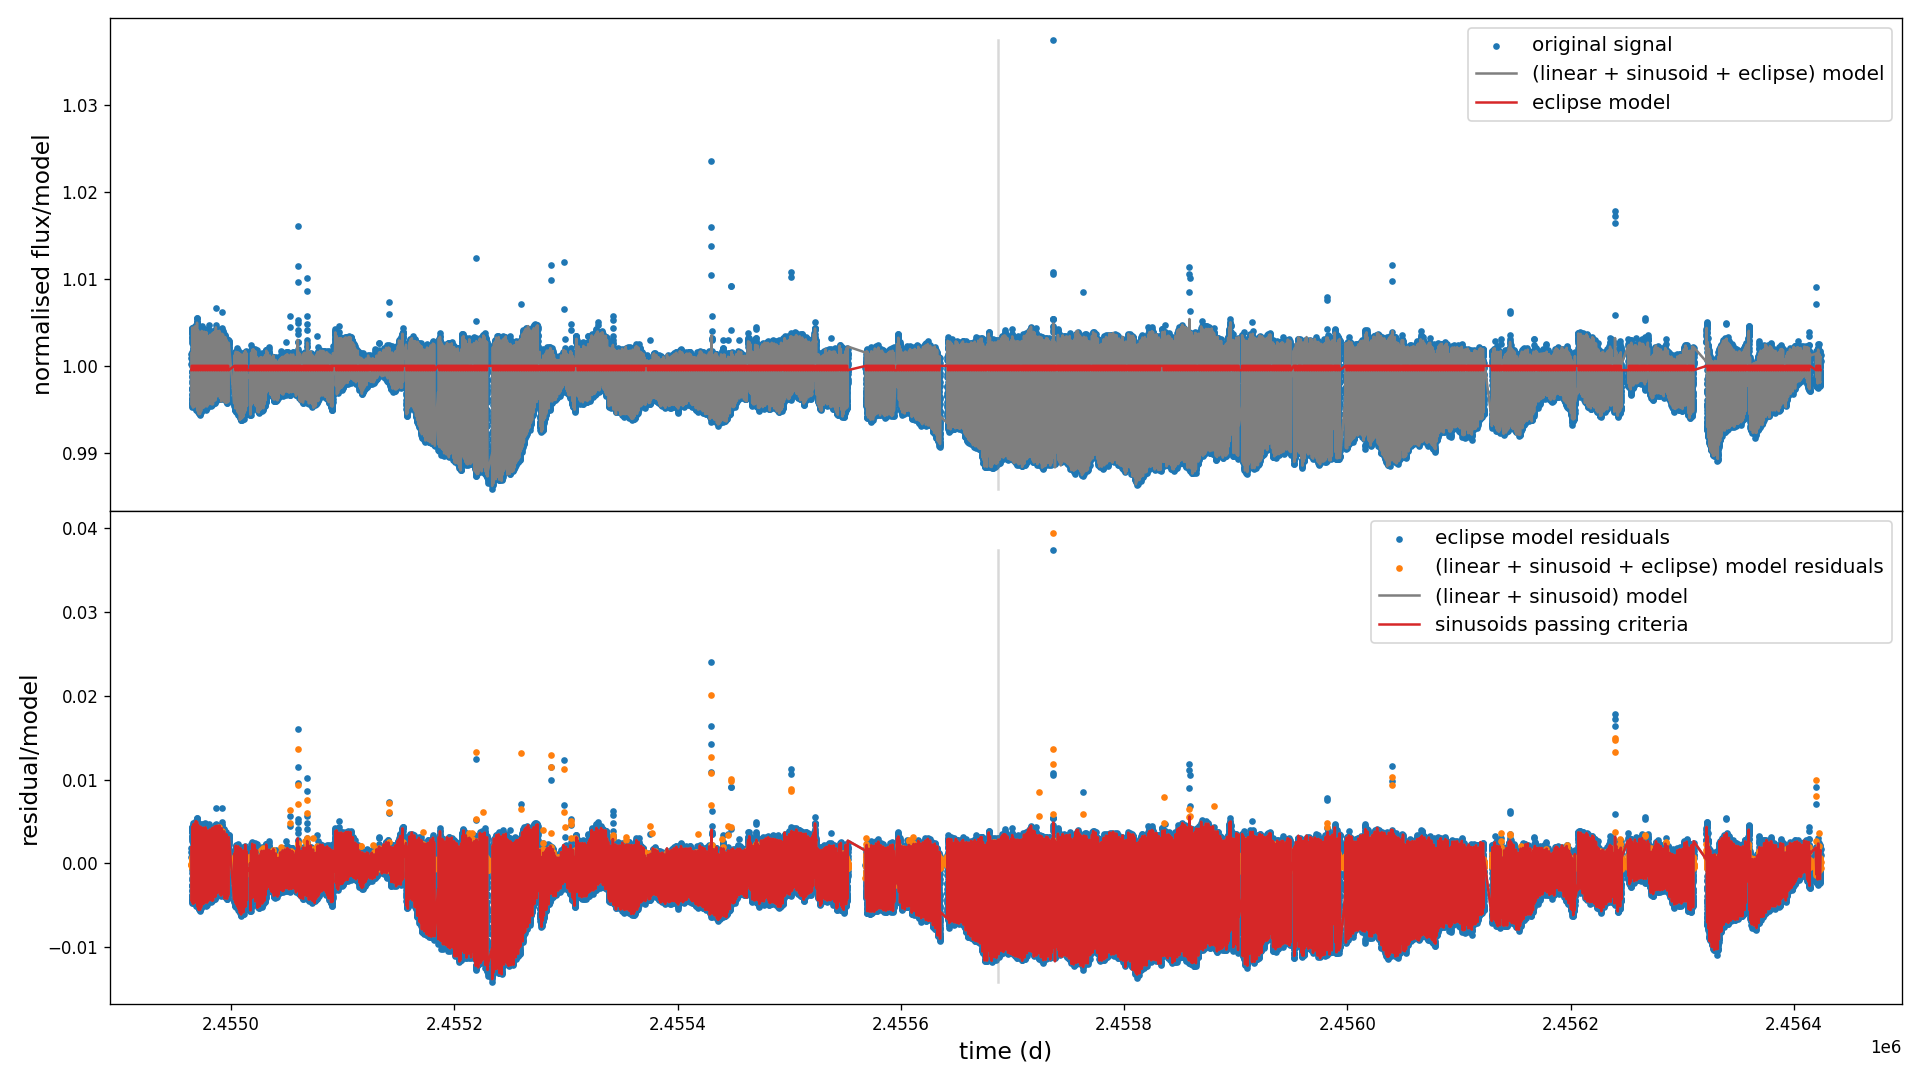 original signal
(linear + sinusoid + eclipse) model
eclipse model
normalised flux/model
1.03
1.02
1.01
1.00
0.99
eclipse model residuals
(linear + sinusoid + eclipse) model residuals
(linear + sinusoid) model
sinusoids passing criteria
residual/model
0.04
0.03
0.02
0.01
0.00
−0.01
2.4550 2.4552 2.4554 2.4556 2.4558 2.4560 2.4562 2.4564
1e6
time (d)